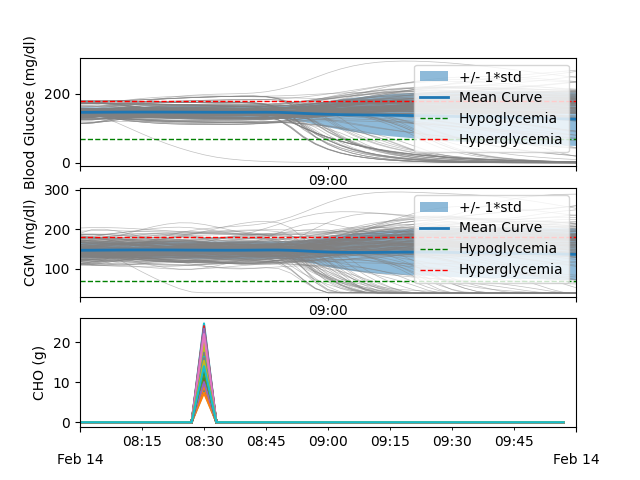 Blood Glucose (mg/dl)
200
0
+/- 1*std
Mean Curve
Hypoglycemia
Hyperglycemia
09:00
CGM (mg/dl)
300
200
100
+/- 1*std
Mean Curve
Hypoglycemia
Hyperglycemia
09:00
CHO (g)
20
10
0
08:15 08:30 08:45 09:00 09:15 09:30 09:45
Feb 14 Feb 14